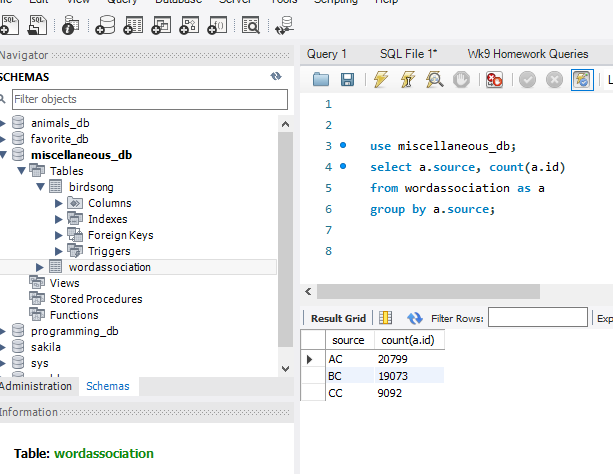 View Query Database Server Tools Scripting Help
Navigator
SCHEMAS
Filter objects
animals_db
favorite_db
miscellaneous_db
Tables
birdsong
Columns
Indexes
Foreign Keys
Triggers
wordassociation
Views
Stored Procedures
Functions
programming_db
sakila
sys
Administration Schemas
Information
Table: wordassociation
Query 1 SQL File 1* Wk9 Homework Queries
1
2
3 use miscellaneous_db;
4 select a.source, count(a.id)
5 from wordassociation as a
6 group by a.source;
7
8
Result Grid Filter Rows: Exp
source count(a.id)
AC 20799
BC 19073
CC 9092